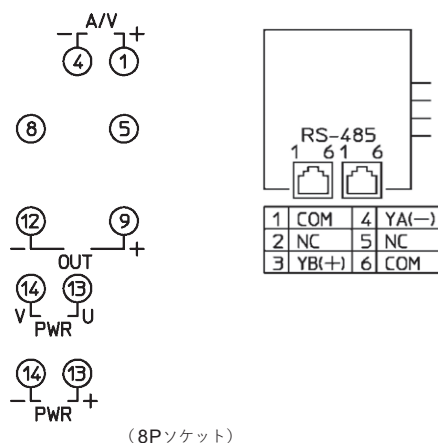 A/V
− +
④ ①
⑧ ⑤
⑫ ⑨
− OUT +
⑭ ⑬
V PWR U
⑭ ⑬
− PWR +
RS-485
1 6 1 6
1 COM 4 YA(−)
2 NC 5 NC
3 YB(+) 6 COM
(8Pソケット)